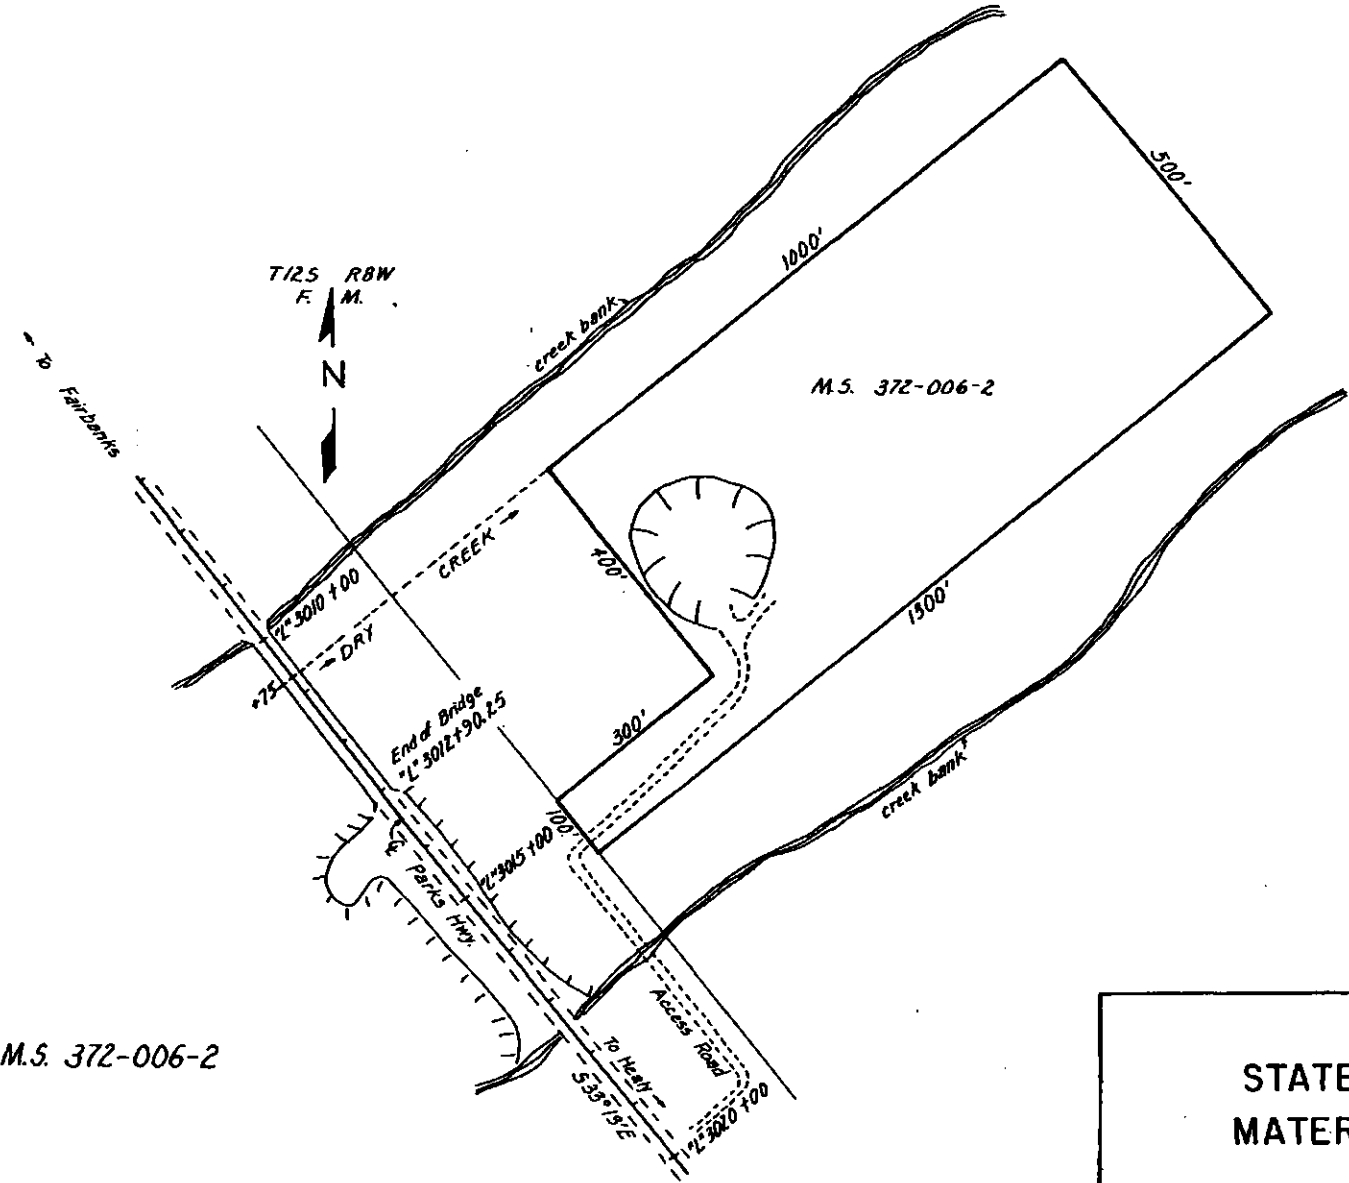 T12S R8W
F. M.
N
To Fairbanks
creek bank
1000'
500'
M.S. 372-006-2
CREEK
DRY
"L" 3010 +00
+75
400'
End of Bridge
"L" 3012+90.25
300'
1300'
100'
"L" 3015 +00
℄ Parks Hwy.
creek bank
Access Road
To Healy
S33°19'E
"L" 3020 +00
M.S. 372-006-2
STATE
MATER